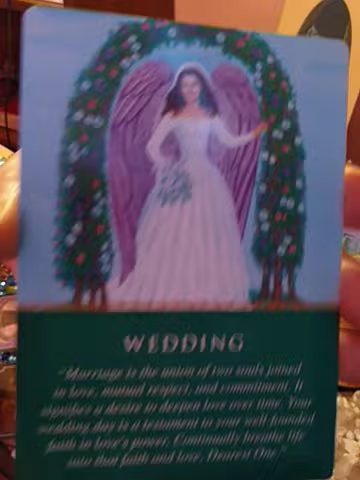 WEDDING
"Marriage is the union of two souls joined
in love, mutual respect, and commitment. It
signifies a desire to deepen love over time. Your
wedding day is a testament to your well-founded
faith in love's power. Continually breathe life
into that faith and love, Dearest One."